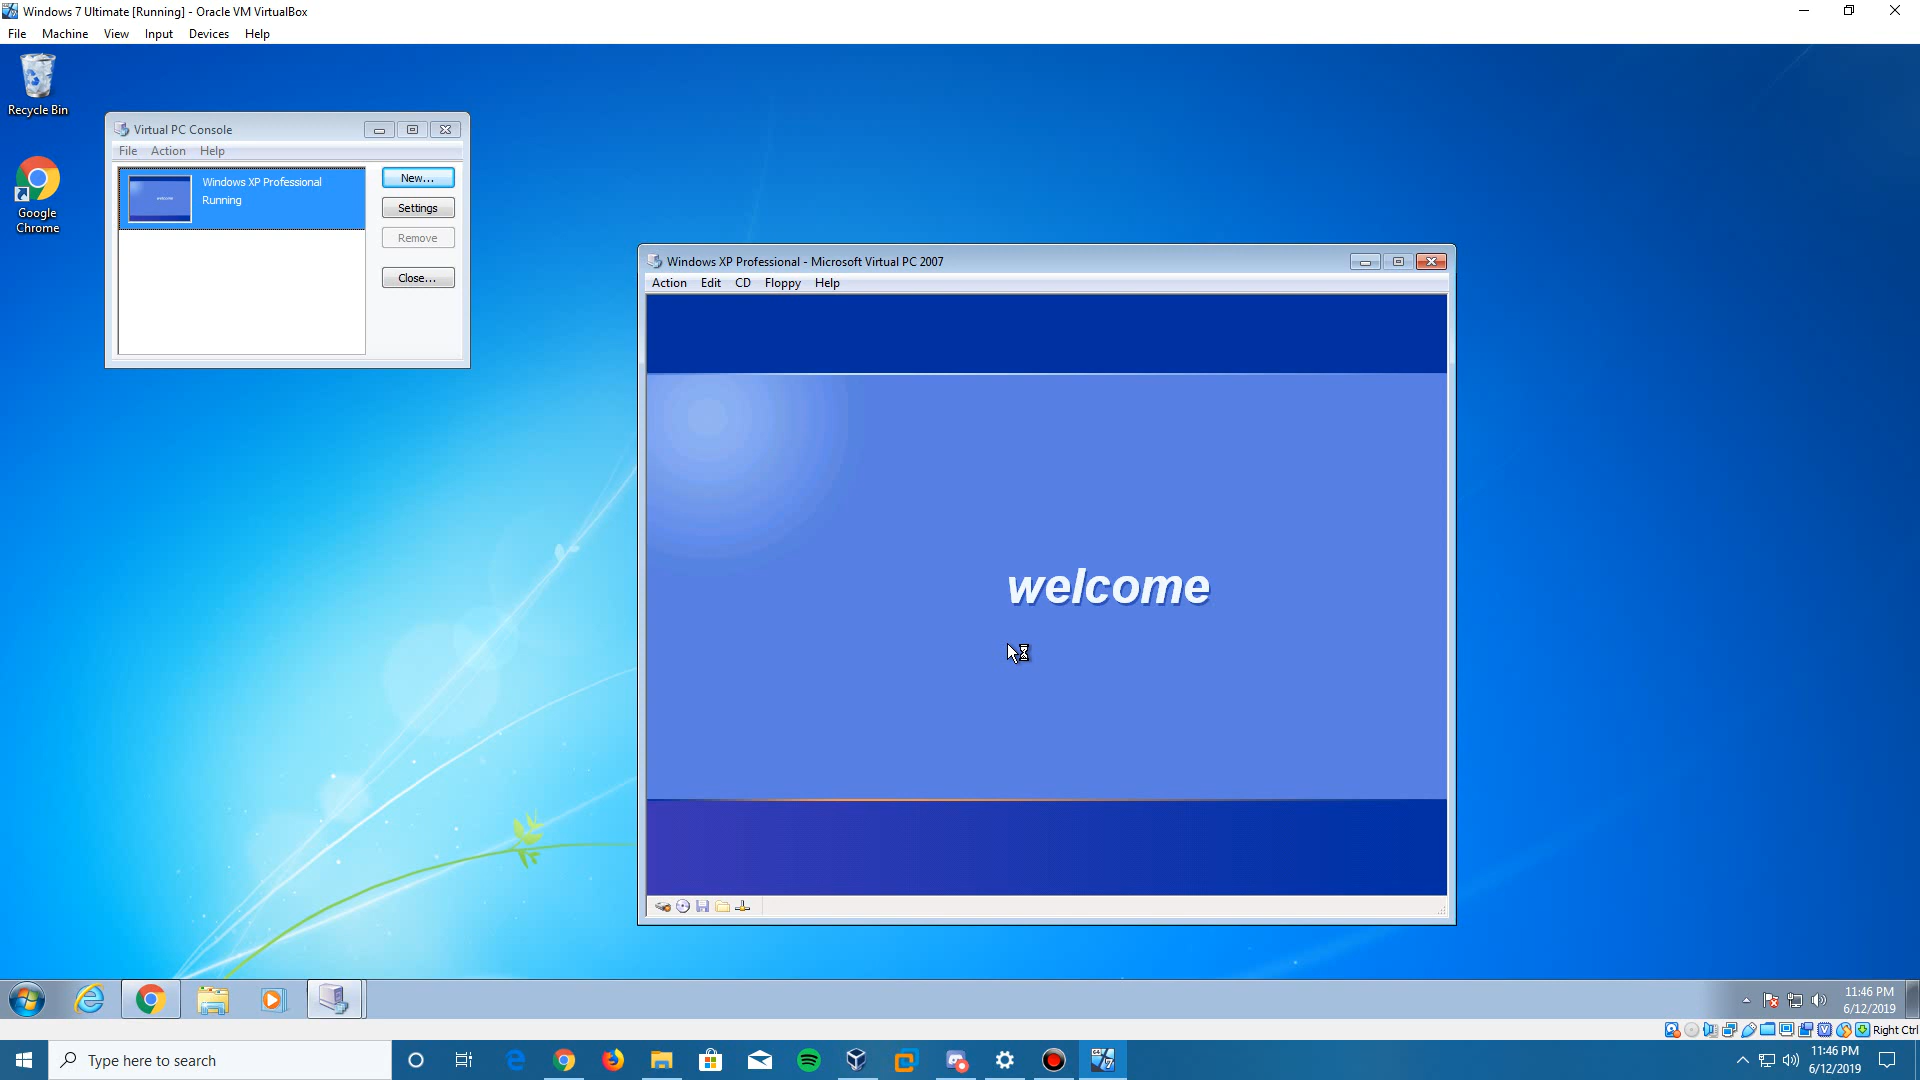 Windows 7 Ultimate [Running] - Oracle VM VirtualBox
File Machine View Input Devices Help
Recycle Bin
Google
Chrome
Virtual PC Console
File Action Help
Windows XP Professional
Running
welcome
New...
Settings
Remove
Close...
Windows XP Professional - Microsoft Virtual PC 2007
Action Edit CD Floppy Help
welcome
11:46 PM
6/12/2019
Right Ctrl
Type here to search
64
7
11:46 PM
6/12/2019